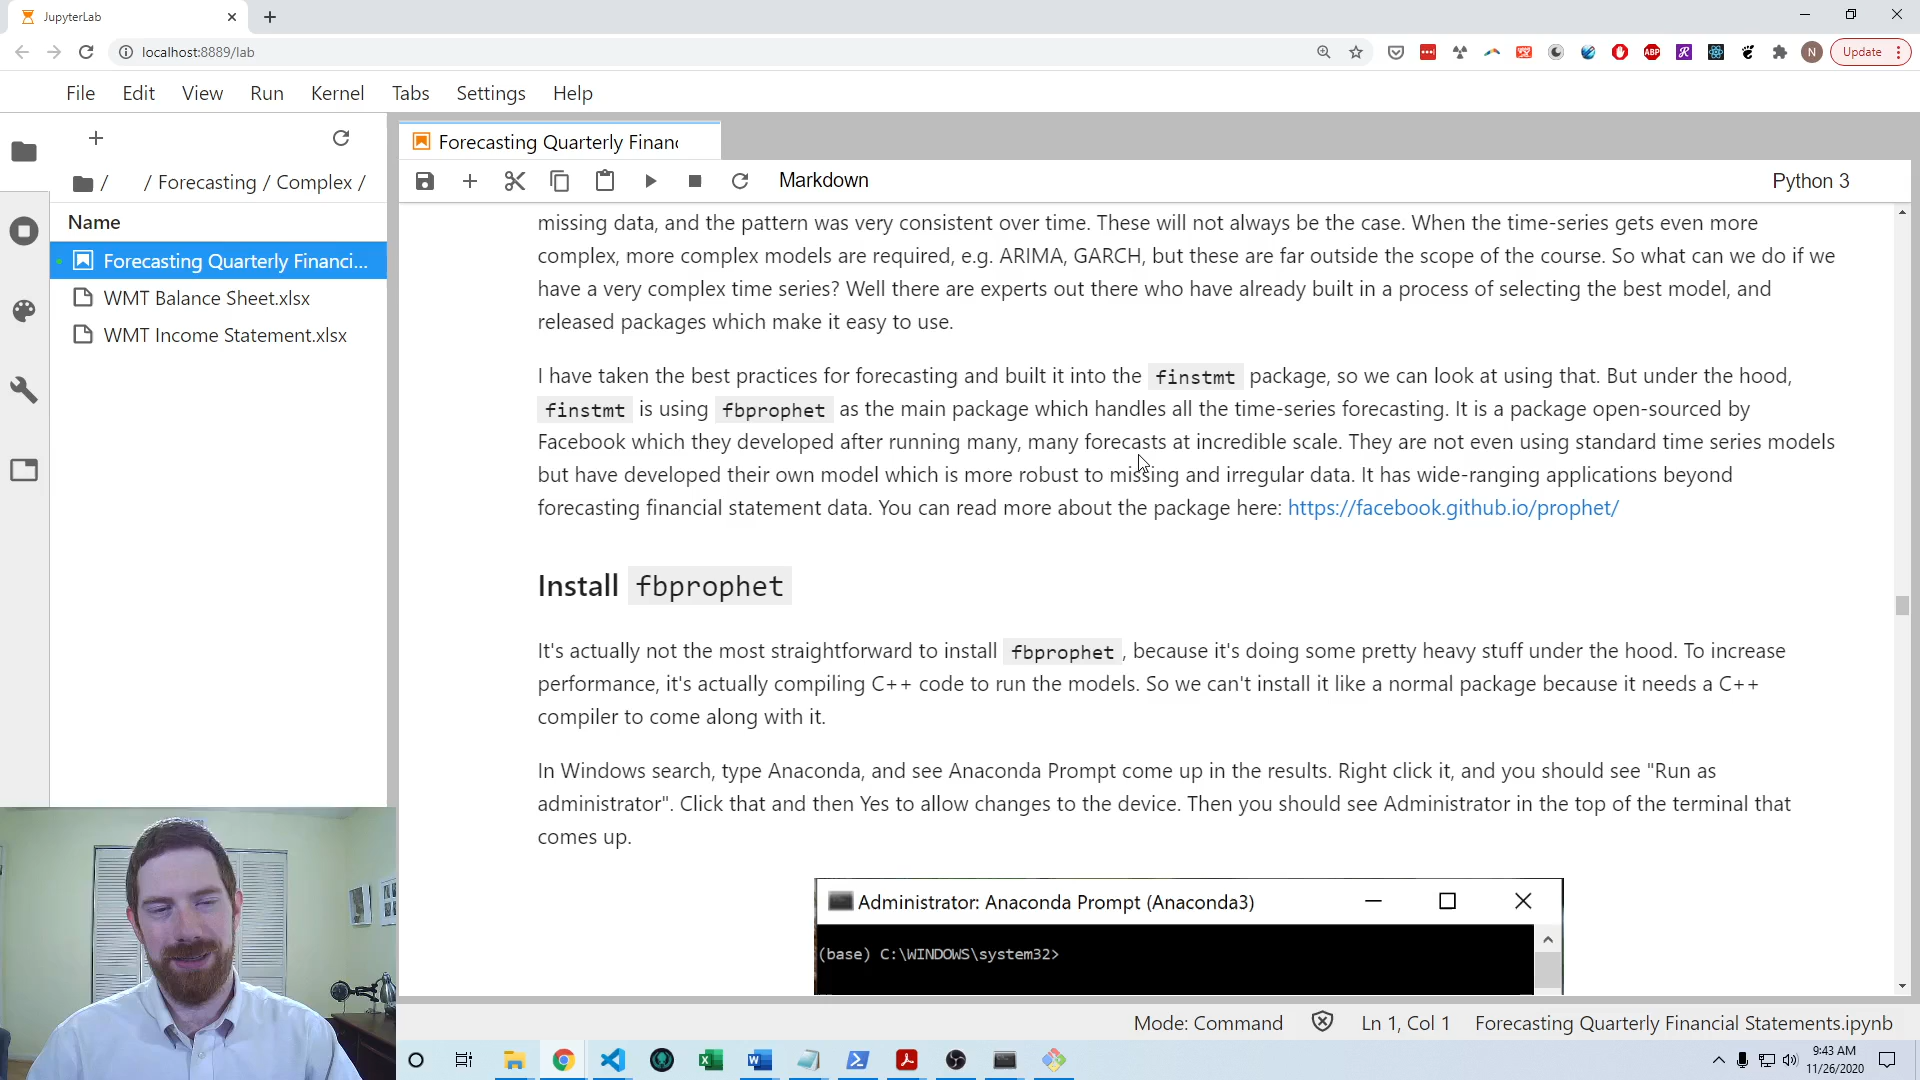 JupyterLab
localhost:8889/lab
ABP
N
Update
File Edit View Run Kernel Tabs Settings Help
Forecasting Quarterly Financ
/ / Forecasting / Complex /
Markdown
Python 3
Name
Forecasting Quarterly Financi...
WMT Balance Sheet.xlsx
WMT Income Statement.xlsx
missing data, and the pattern was very consistent over time. These will not always be the case. When the time-series gets even more
complex, more complex models are required, e.g. ARIMA, GARCH, but these are far outside the scope of the course. So what can we do if we
have a very complex time series? Well there are experts out there who have already built in a process of selecting the best model, and
released packages which make it easy to use.
I have taken the best practices for forecasting and built it into the finstmt package, so we can look at using that. But under the hood,
finstmt is using fbprophet as the main package which handles all the time-series forecasting. It is a package open-sourced by
Facebook which they developed after running many, many forecasts at incredible scale. They are not even using standard time series models
but have developed their own model which is more robust to missing and irregular data. It has wide-ranging applications beyond
forecasting financial statement data. You can read more about the package here: https://facebook.github.io/prophet/
Install fbprophet
It's actually not the most straightforward to install fbprophet, because it's doing some pretty heavy stuff under the hood. To increase
performance, it's actually compiling C++ code to run the models. So we can't install it like a normal package because it needs a C++
compiler to come along with it.
In Windows search, type Anaconda, and see Anaconda Prompt come up in the results. Right click it, and you should see "Run as
administrator". Click that and then Yes to allow changes to the device. Then you should see Administrator in the top of the terminal that
comes up.
Administrator: Anaconda Prompt (Anaconda3)
(base) C:\WINDOWS\system32>
Mode: Command Ln 1, Col 1 Forecasting Quarterly Financial Statements.ipynb
9:43 AM
11/26/2020